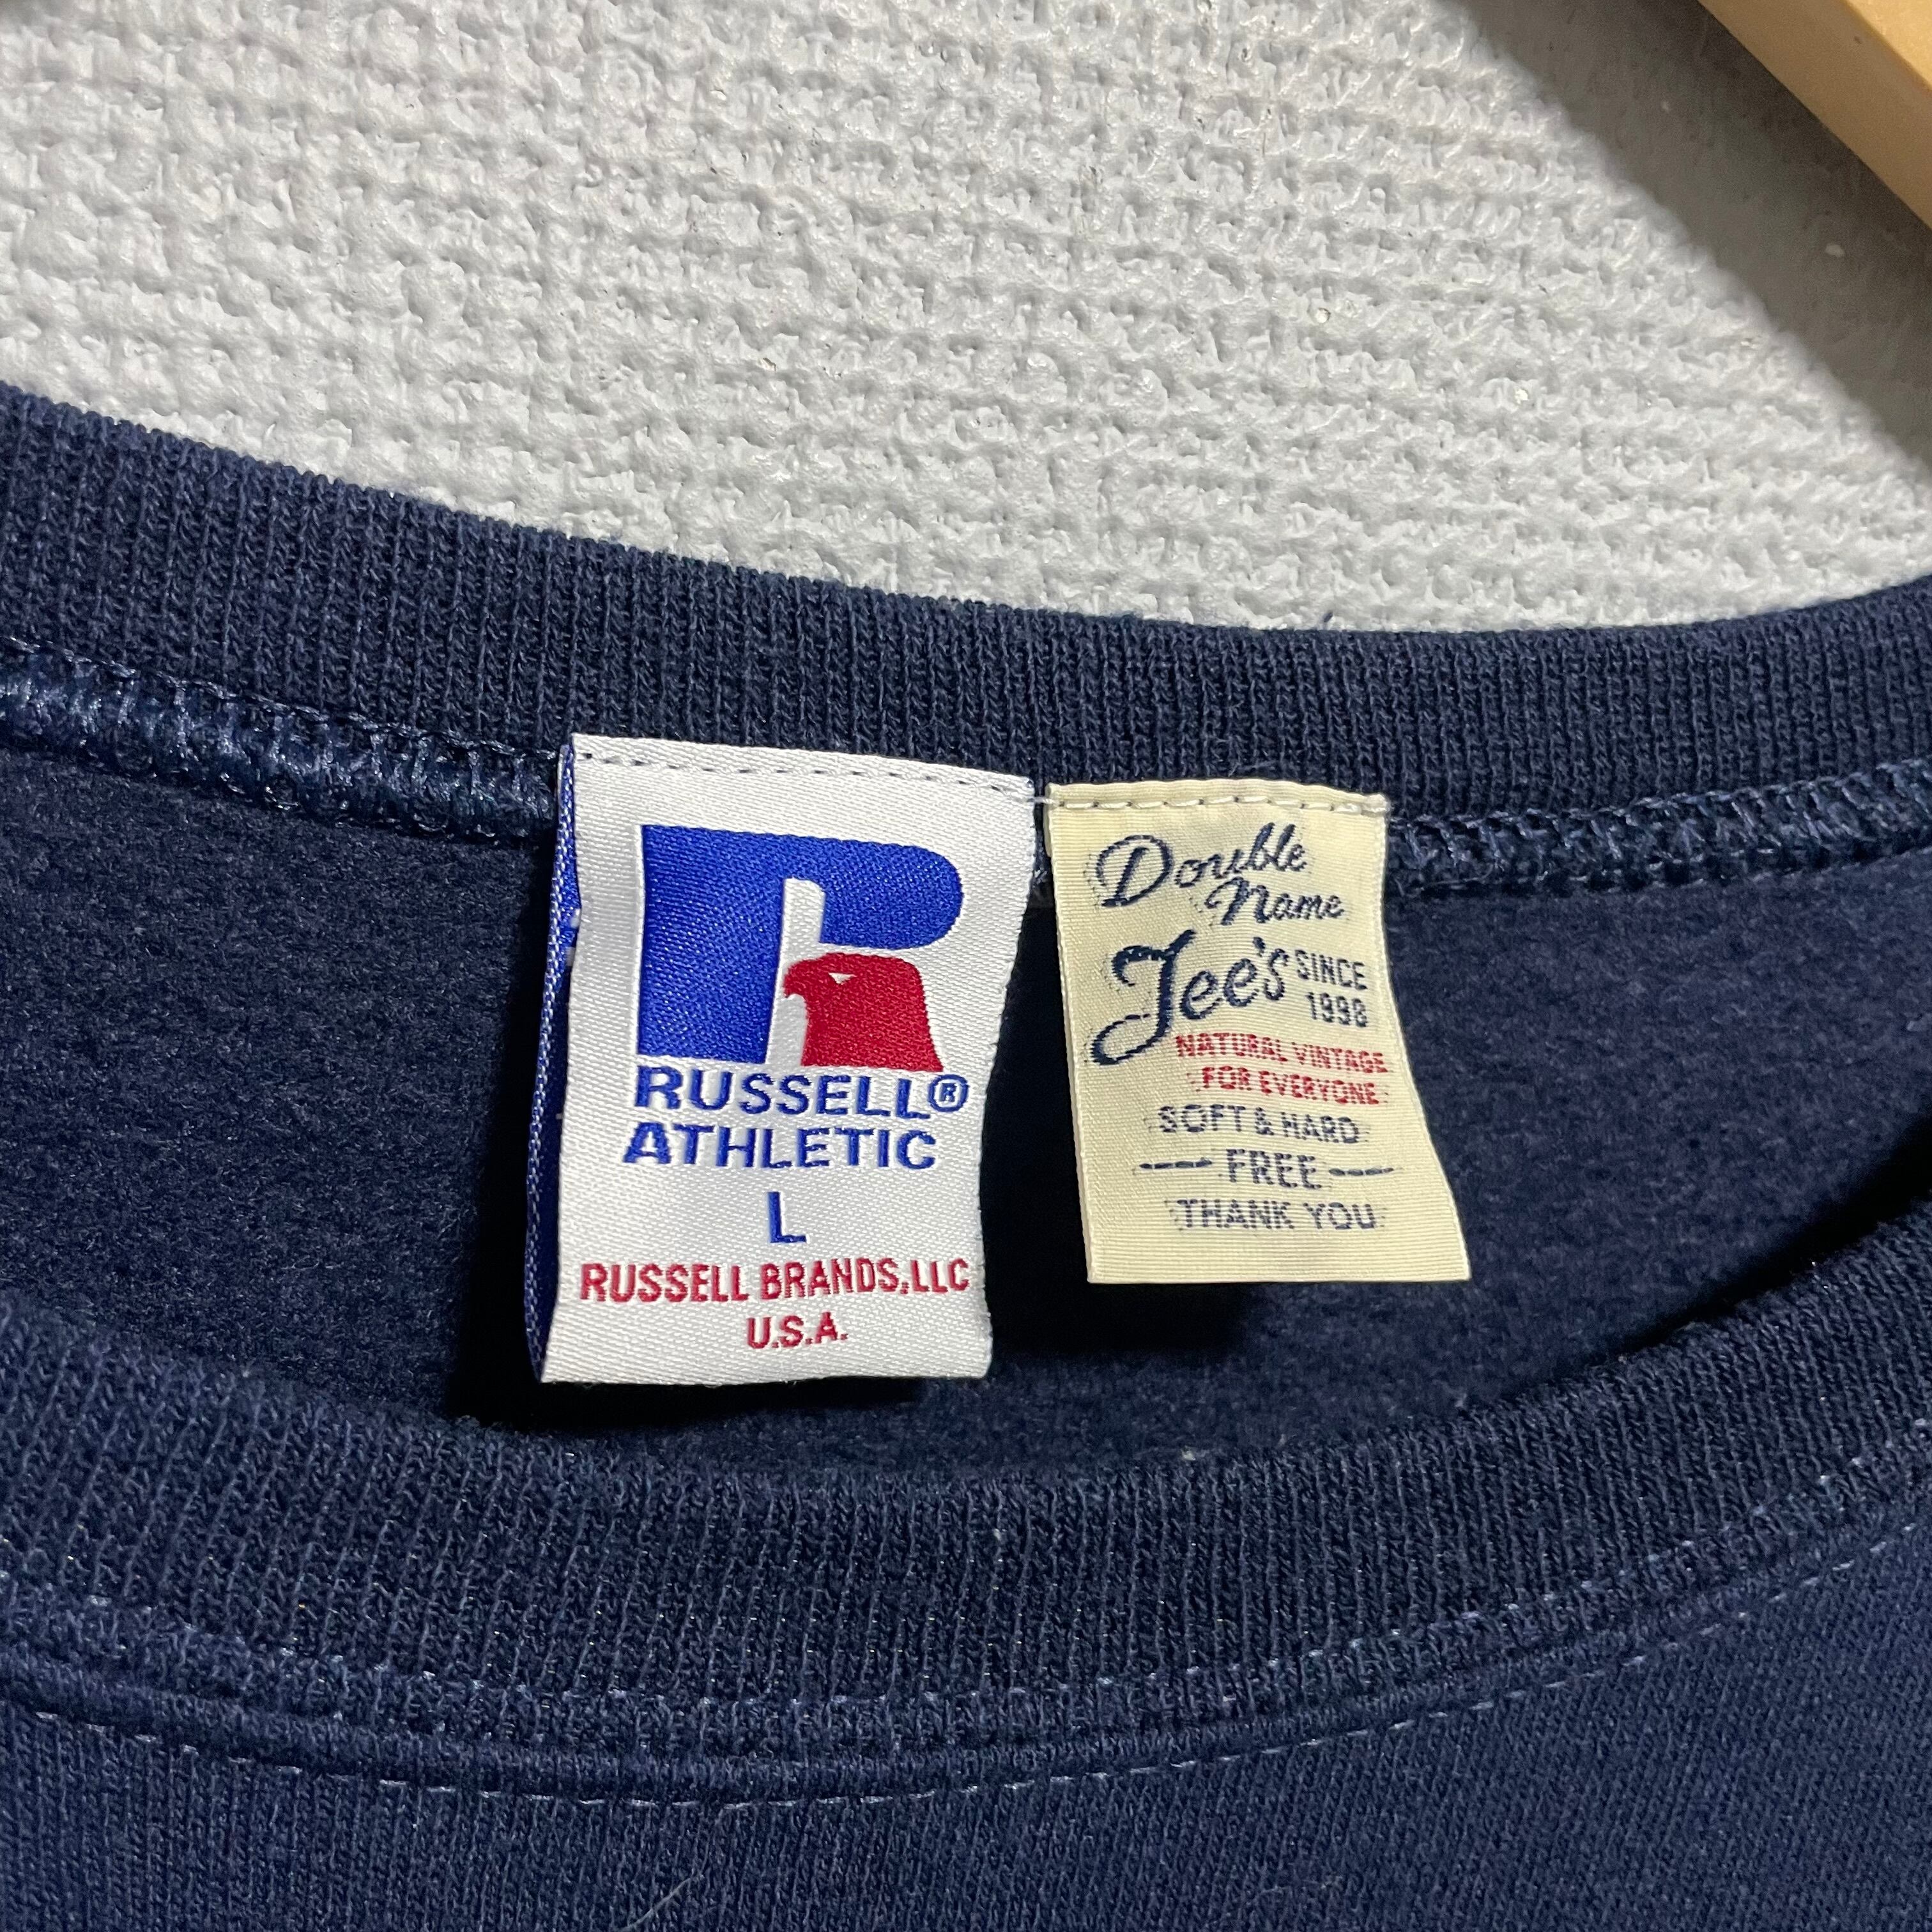 RUSSELL®
ATHLETIC
L
RUSSELL BRANDS,LLC
U.S.A.
Double
Name
Jee's SINCE
1998
NATURAL VINTAGE
FOR EVERYONE
SOFT & HARD
FREE
THANK YOU